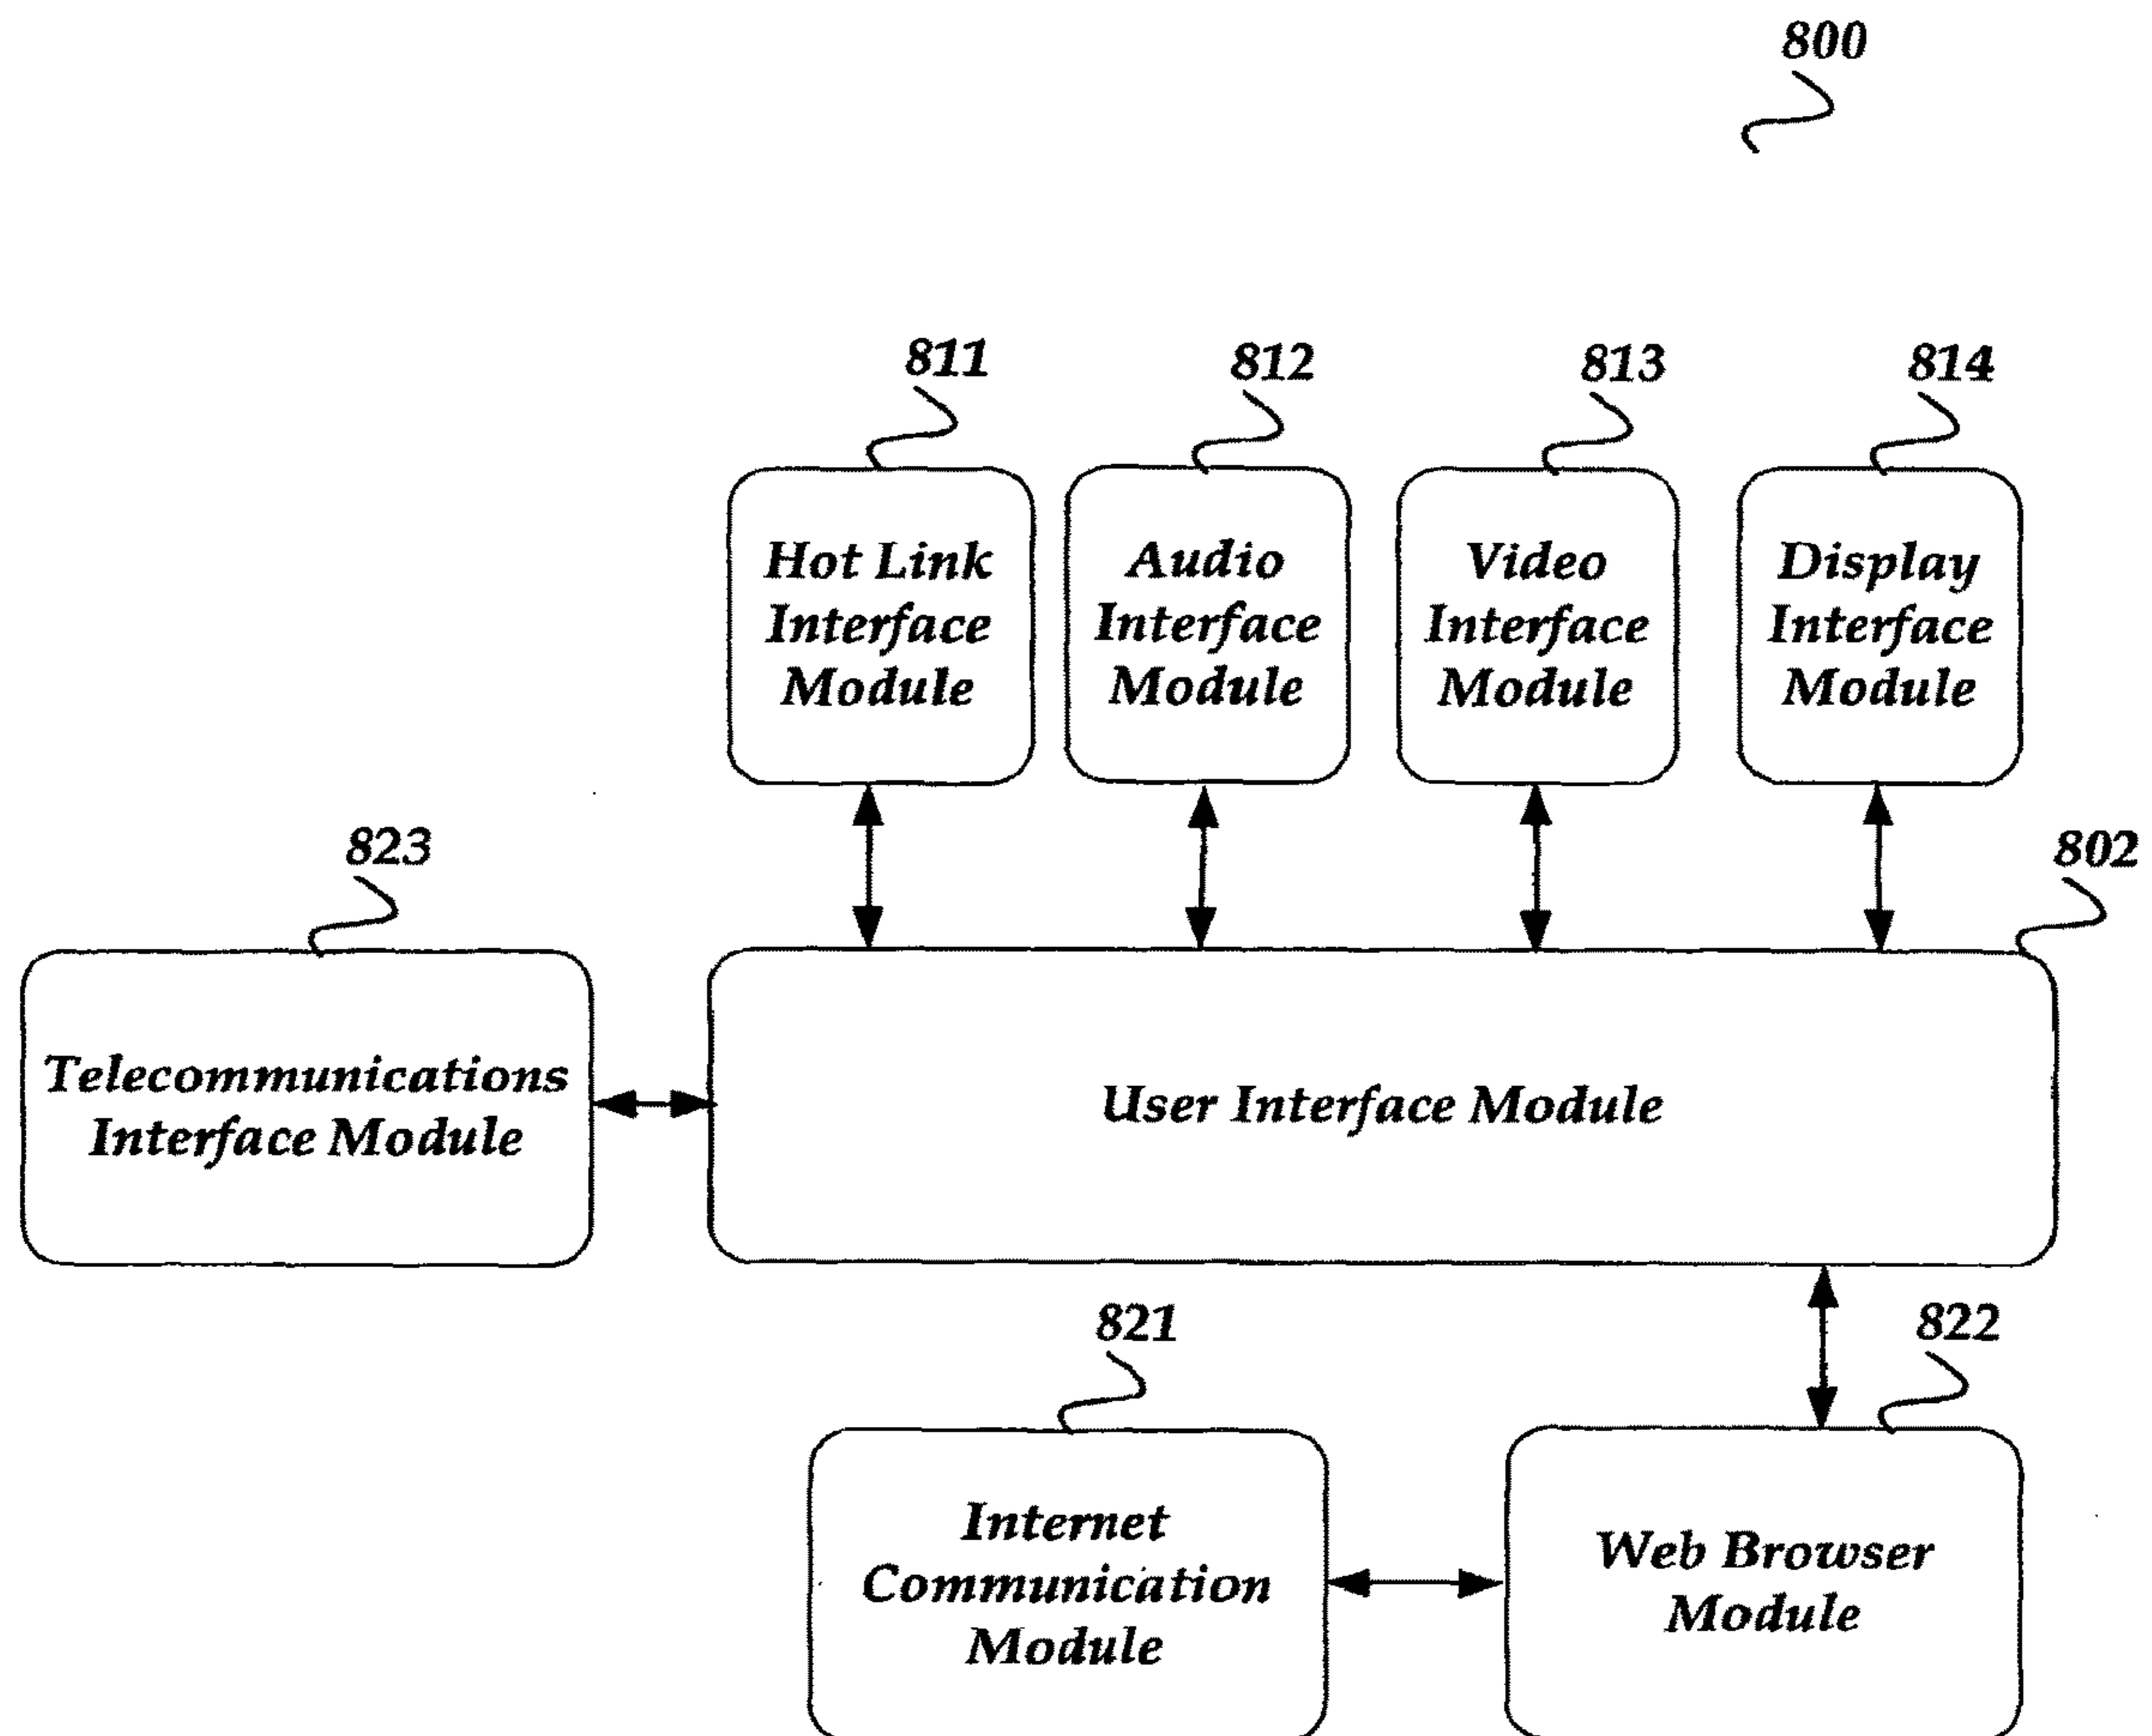 800
811
812
813
814
Hot Link
Interface
Module
Audio
Interface
Module
Video
Interface
Module
Display
Interface
Module
823
802
Telecommunications
Interface Module
User Interface Module
821
822
Internet
Communication
Module
Web Browser
Module